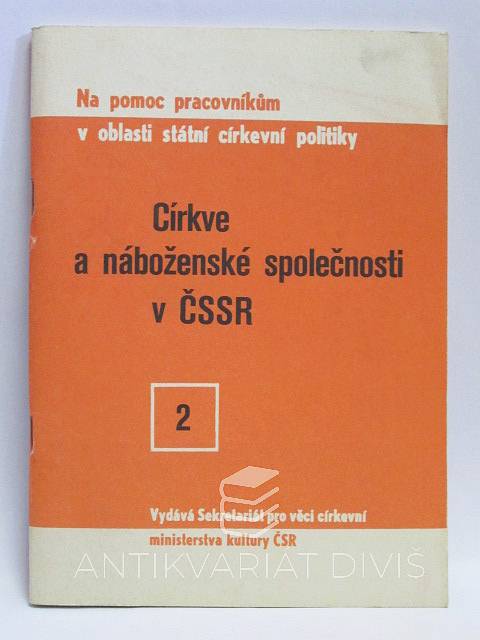 Na pomoc pracovníkům
v oblasti státní církevní politiky
Církve
a náboženské společnosti
v ČSSR
2
Vydává Sekretariát pro věci církevní
ministerstva kultury ČSR
ANTIKVARIÁT DIVIŠ